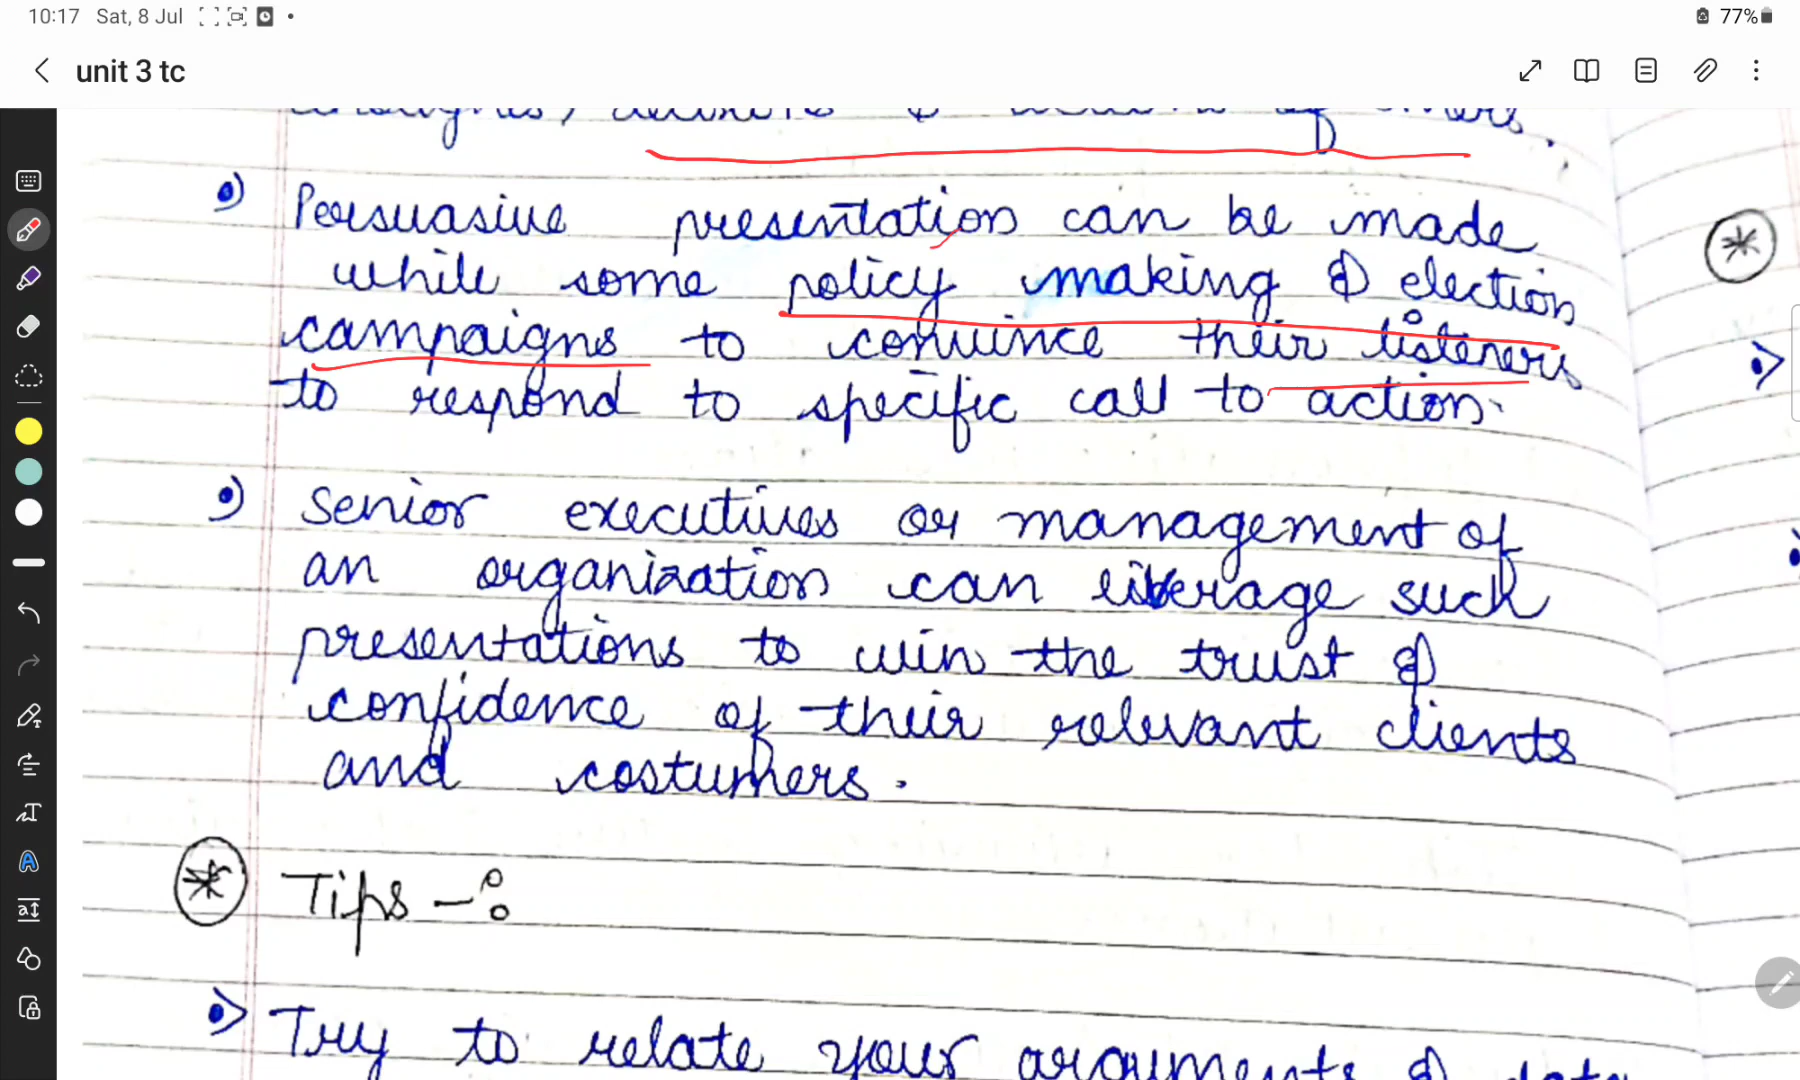 10:17 Sat, 8 Jul
77%
unit 3 tc
Persuasive presentation can be made
while some policy making & election
campaigns to convince their listeners
to respond to specific call to action.
Senior executives or management of
an organization can liverage such
presentations to win the trust &
confidence of their relevant clients
and costumers.
Tips -:
Try to relate your arguments & data